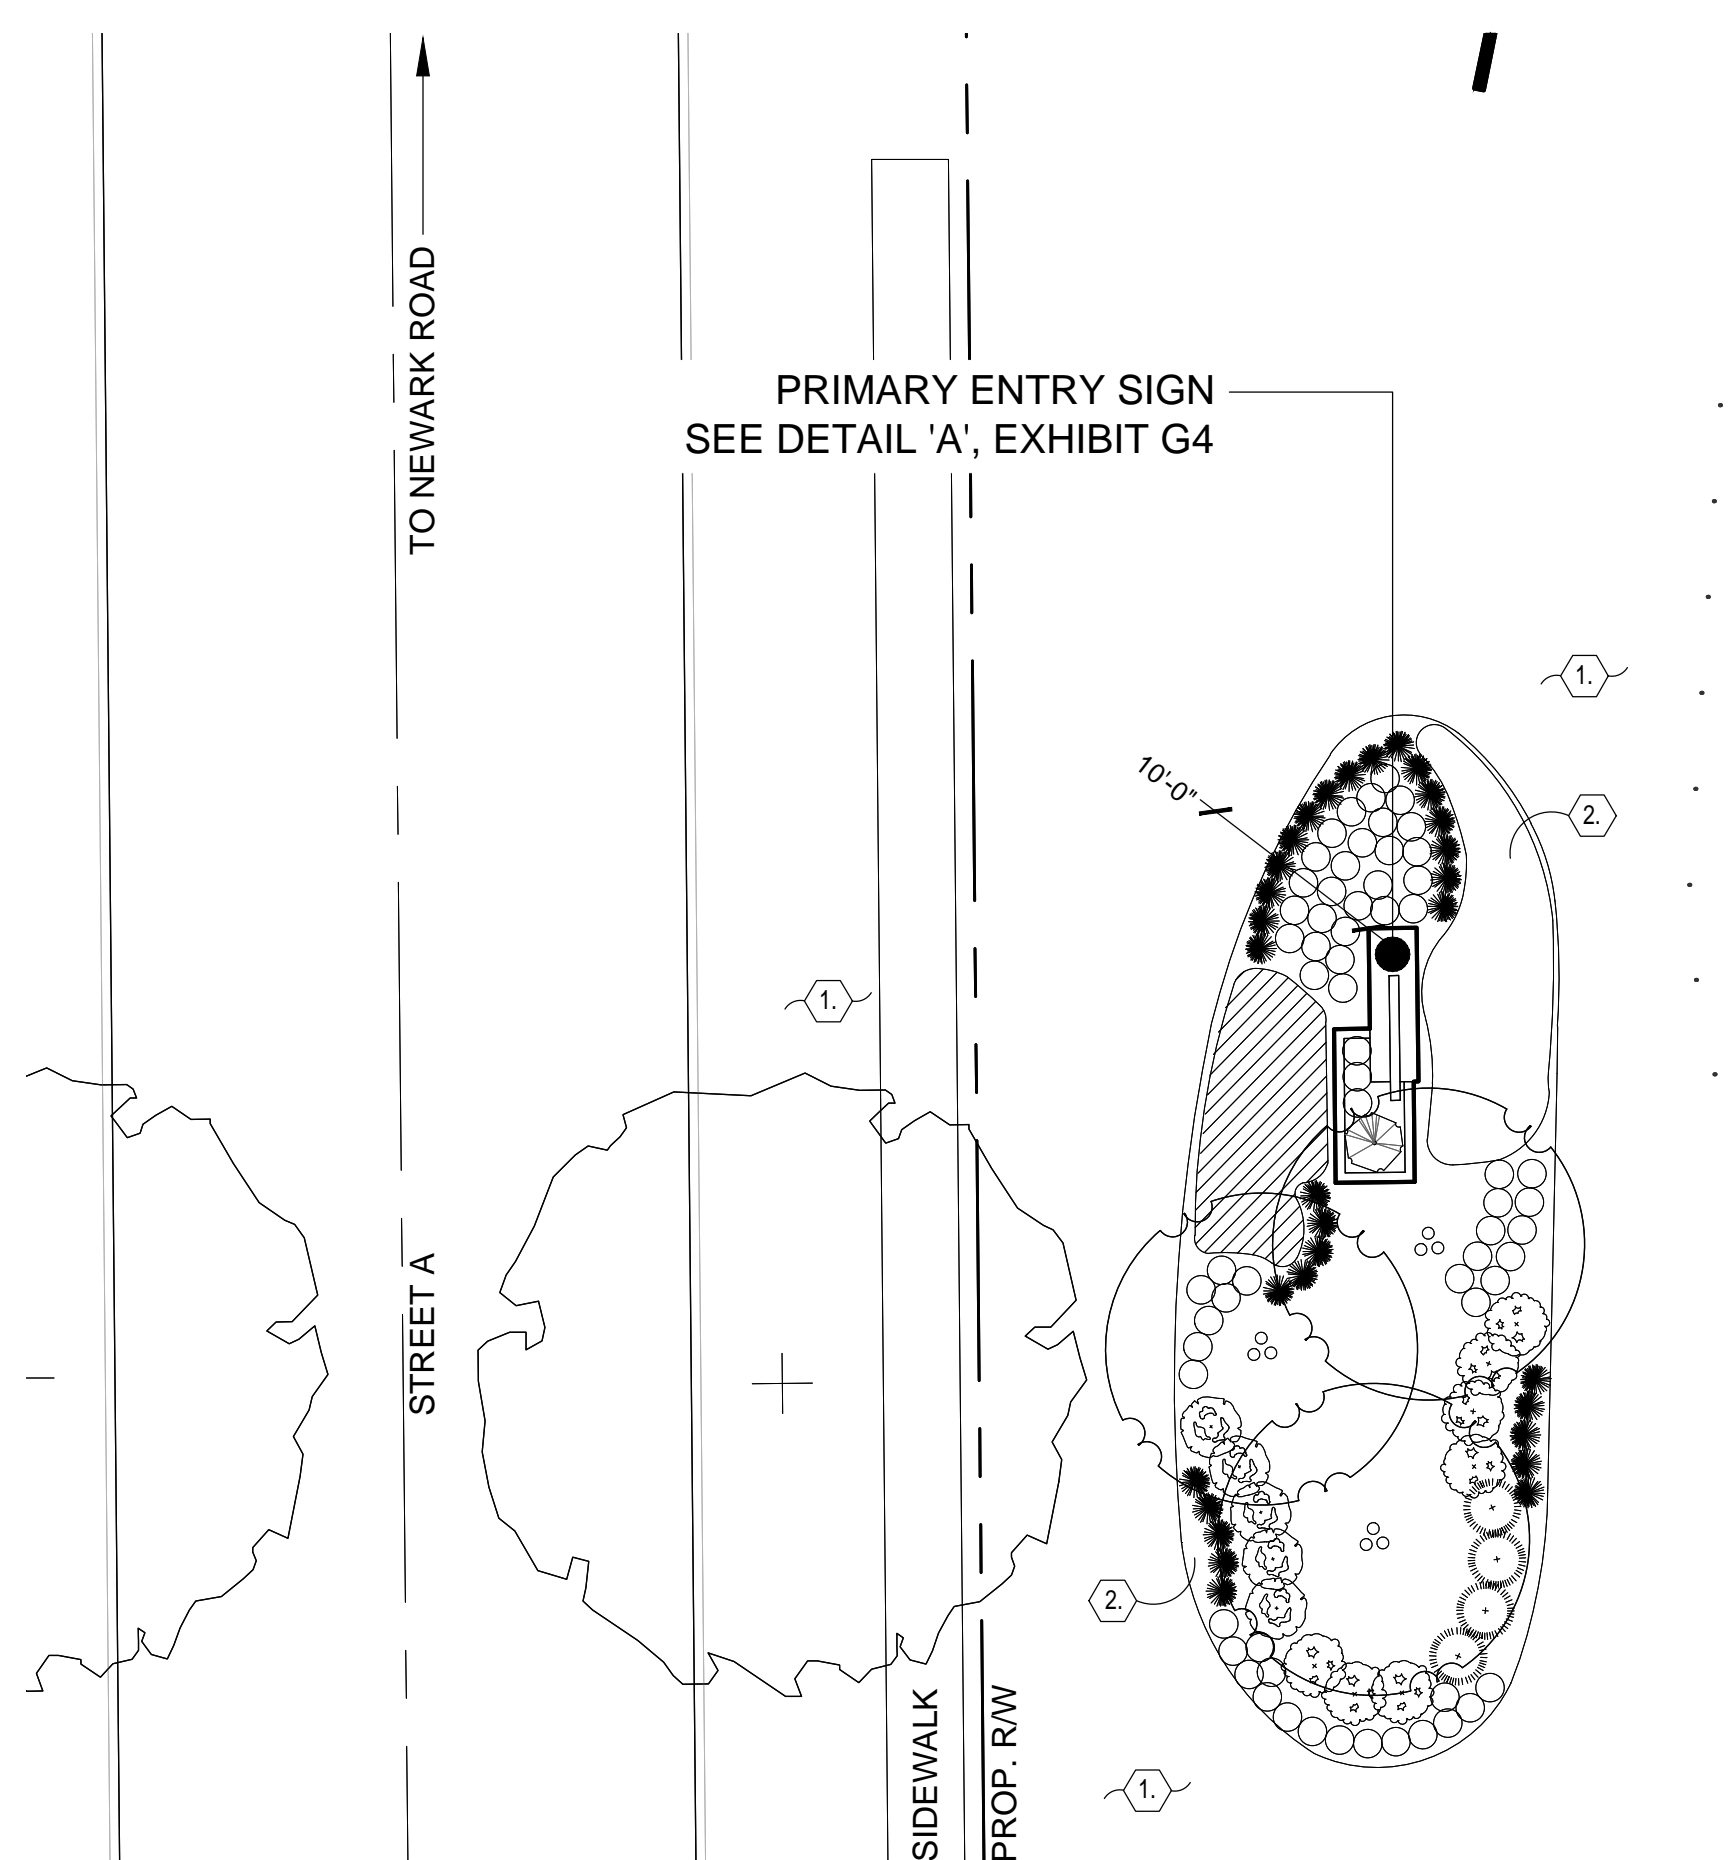 TO NEWARK ROAD
PRIMARY ENTRY SIGN
SEE DETAIL 'A', EXHIBIT G4
1.
10'-0"
2.
1.
STREET A
2.
SIDEWALK
PROP. R/W
1.